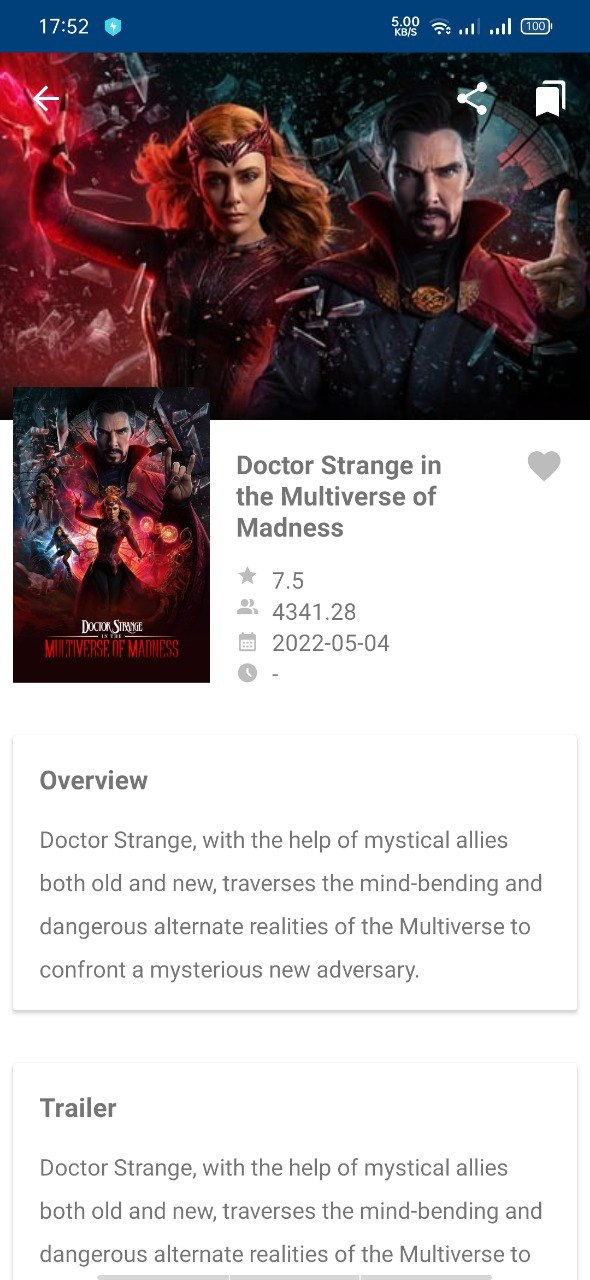 17:52
5.00
KB/S
100
Doctor Strange in
the Multiverse of
Madness
7.5
4341.28
2022-05-04
-
DOCTOR STRANGE
IN THE
MULTIVERSE OF MADNESS
Overview
Doctor Strange, with the help of mystical allies
both old and new, traverses the mind-bending and
dangerous alternate realities of the Multiverse to
confront a mysterious new adversary.
Trailer
Doctor Strange, with the help of mystical allies
both old and new, traverses the mind-bending and
dangerous alternate realities of the Multiverse to